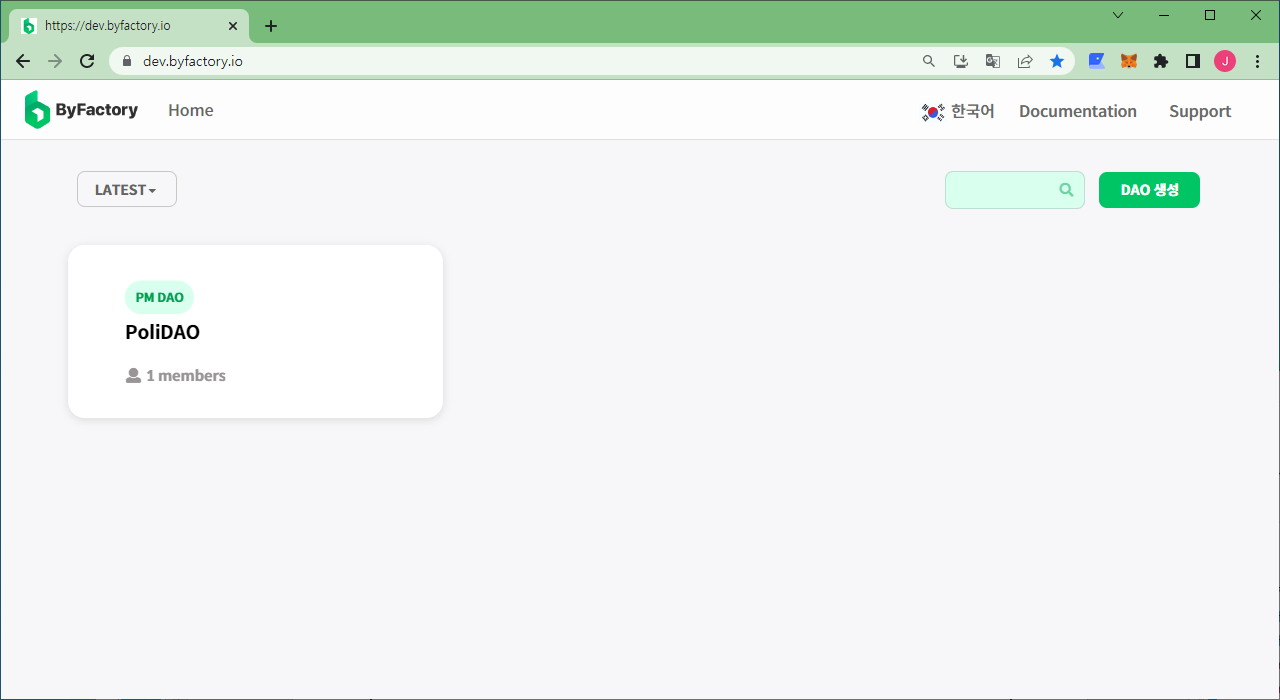 https://dev.byfactory.io
dev.byfactory.io
J
ByFactory
Home
한국어
Documentation
Support
LATEST
DAO 생성
PM DAO
PoliDAO
1 members